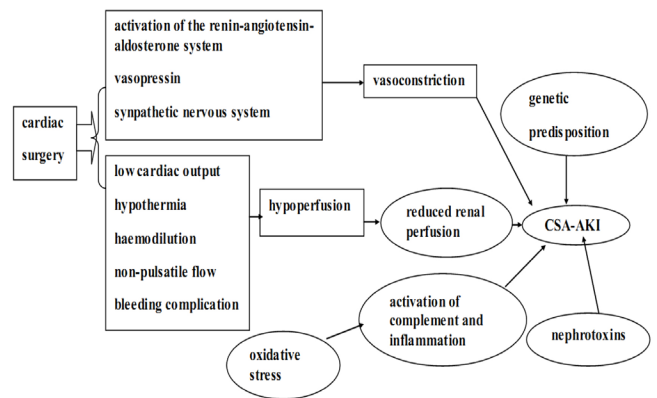 activation of the renin-angiotensin-
aldosterone system
vasopressin
synpathetic nervous system
vasoconstriction
genetic
predisposition
cardiac
surgery
low cardiac output
hypothermia
haemodilution
non-pulsatile flow
bleeding complication
hypoperfusion
reduced renal
perfusion
CSA-AKI
activation of
complement and
inflammation
oxidative
stress
nephrotoxins